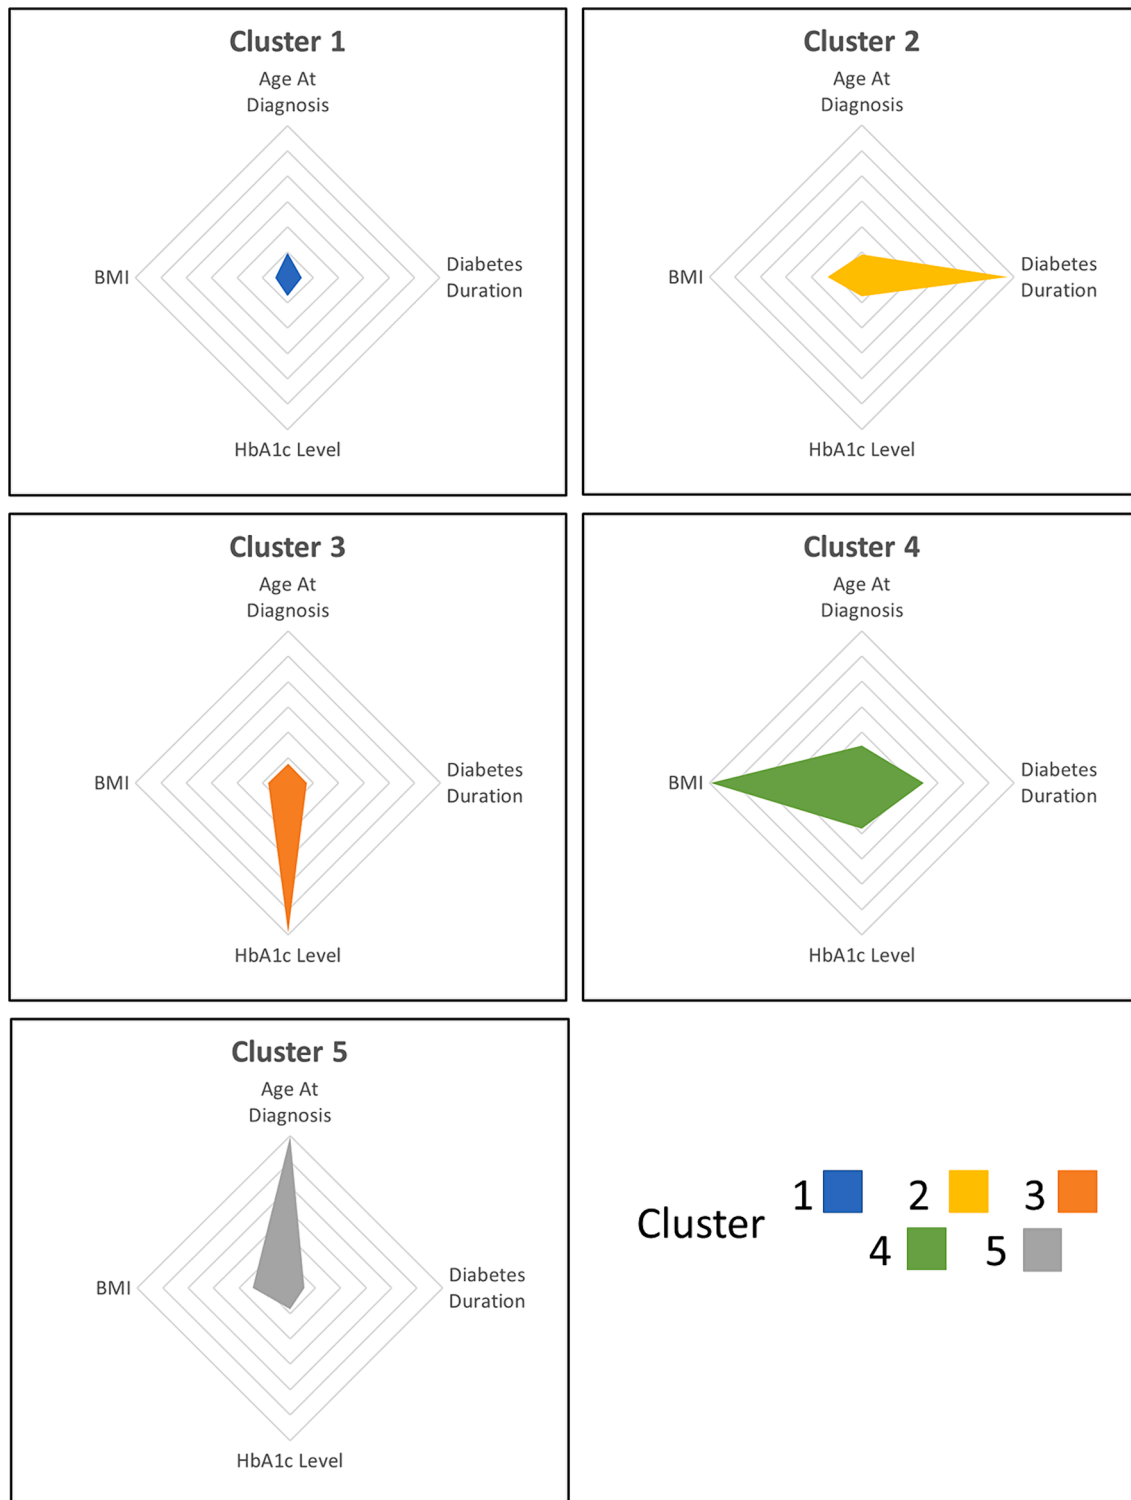 Cluster 1
Age At
Diagnosis
BMI
Diabetes
Duration
HbA1c Level
Cluster 2
Age At
Diagnosis
BMI
Diabetes
Duration
HbA1c Level
Cluster 3
Age At
Diagnosis
BMI
Diabetes
Duration
HbA1c Level
Cluster 4
Age At
Diagnosis
BMI
Diabetes
Duration
HbA1c Level
Cluster 5
Age At
Diagnosis
BMI
Diabetes
Duration
HbA1c Level
Cluster
1 2 3
4 5